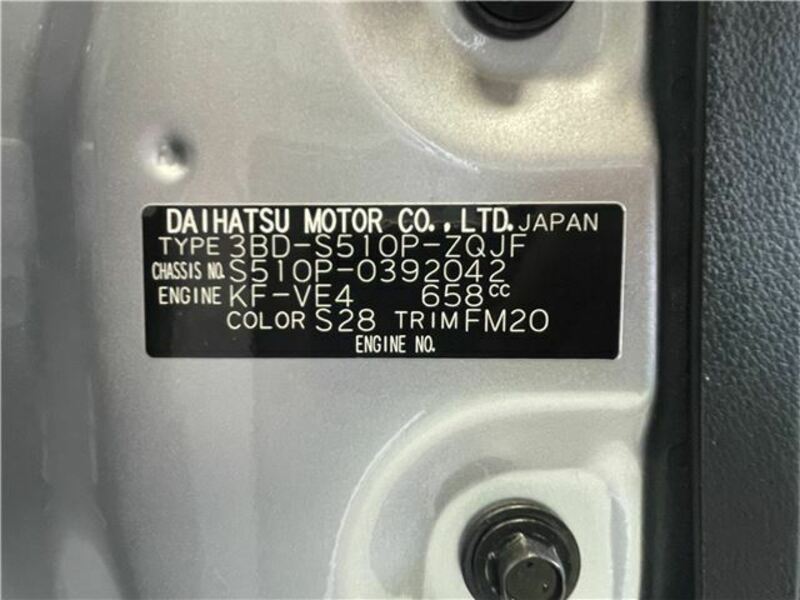 DAIHATSU MOTOR CO.,LTD. JAPAN
TYPE 3BD-S510P-ZQJF
CHASSIS NO. S510P-0392042
ENGINE KF-VE4 658cc
COLOR S28 TRIM FM20
ENGINE NO.